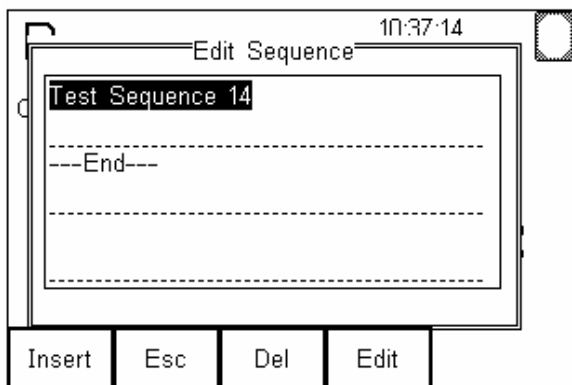 10:37:14
Edit Sequence
Test Sequence 14
---End---
Insert Esc Del Edit